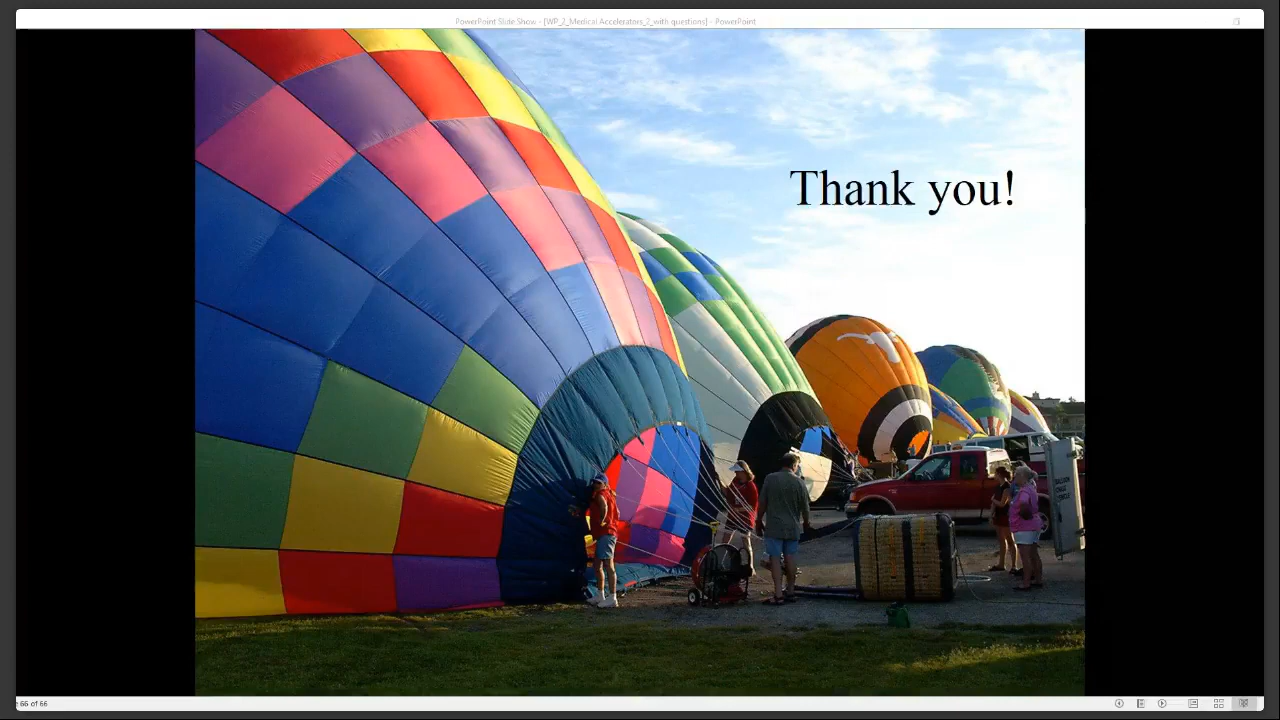 PowerPoint Slide Show - [WP_2_Medical Accelerators_2_with questions] - PowerPoint
Thank you!
66 of 66